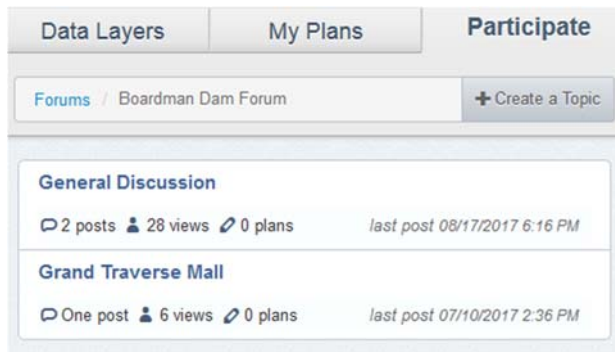 Data Layers My Plans Participate
Forums / Boardman Dam Forum + Create a Topic
General Discussion
2 posts 28 views 0 plans last post 08/17/2017 6:16 PM
Grand Traverse Mall
One post 6 views 0 plans last post 07/10/2017 2:36 PM